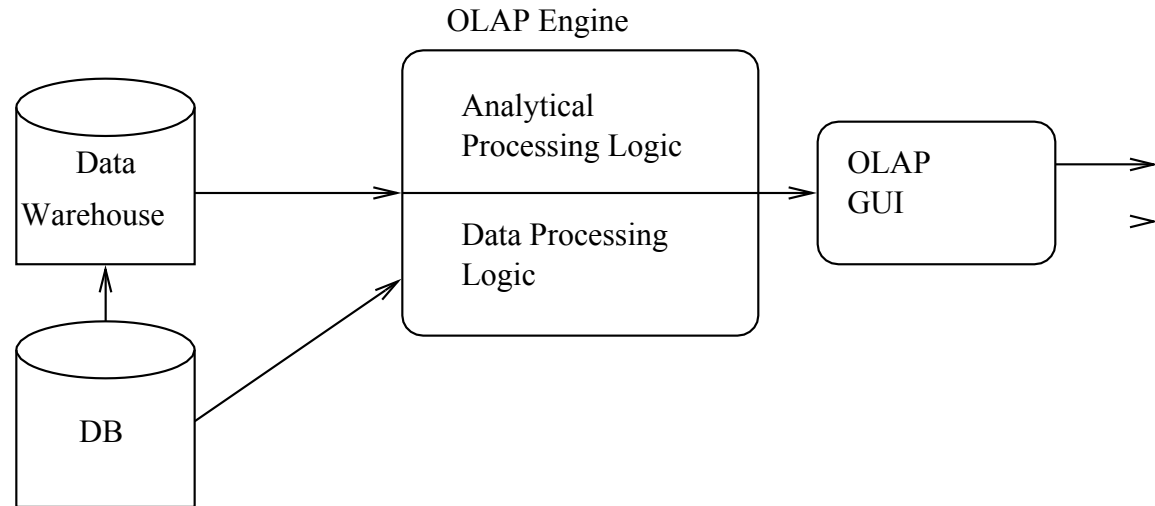 OLAP Engine
Analytical
Processing Logic
Data
Warehouse
OLAP
GUI
Data Processing
Logic
DB